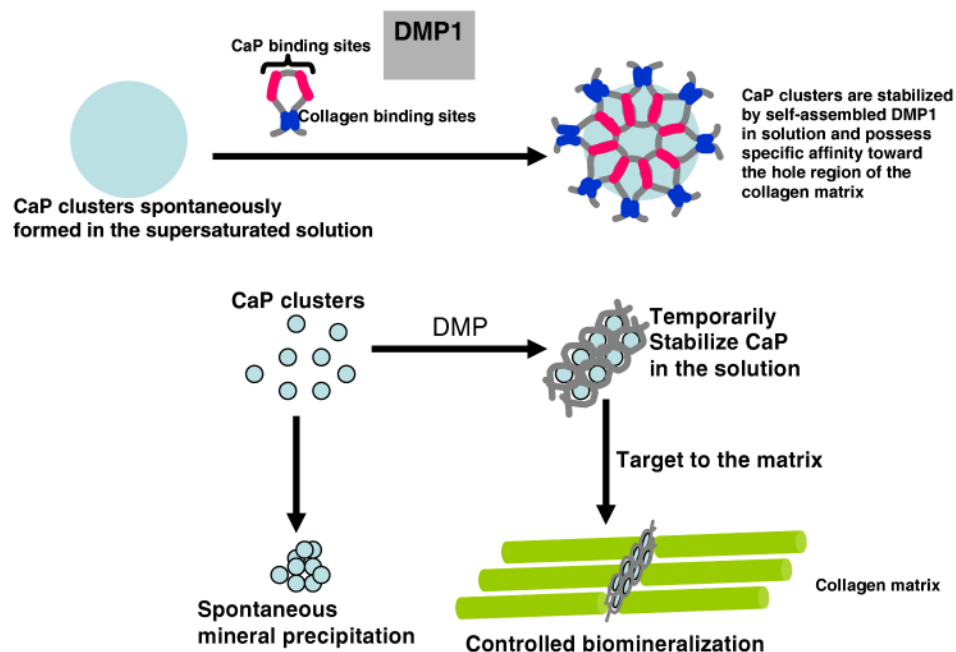 DMP1
CaP binding sites
Collagen binding sites
CaP clusters spontaneously
formed in the supersaturated solution
CaP clusters are stabilized
by self-assembled DMP1
in solution and possess
specific affinity toward
the hole region of the
collagen matrix
CaP clusters
DMP
Temporarily
Stabilize CaP
in the solution
Target to the matrix
Spontaneous
mineral precipitation
Collagen matrix
Controlled biomineralization